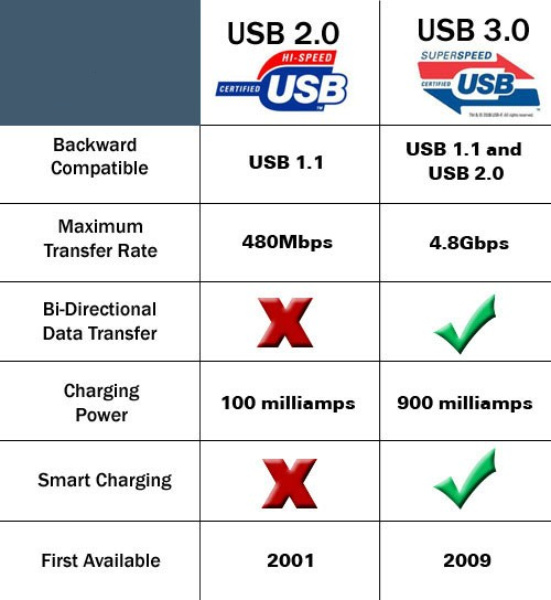 USB 2.0
USB 3.0
HI-SPEED
CERTIFIED USB
SUPERSPEED
CERTIFIED USB
Backward
Compatible
USB 1.1
USB 1.1 and
USB 2.0
Maximum
Transfer Rate
480Mbps
4.8Gbps
Bi-Directional
Data Transfer
Charging
Power
100 milliamps
900 milliamps
Smart Charging
First Available
2001
2009